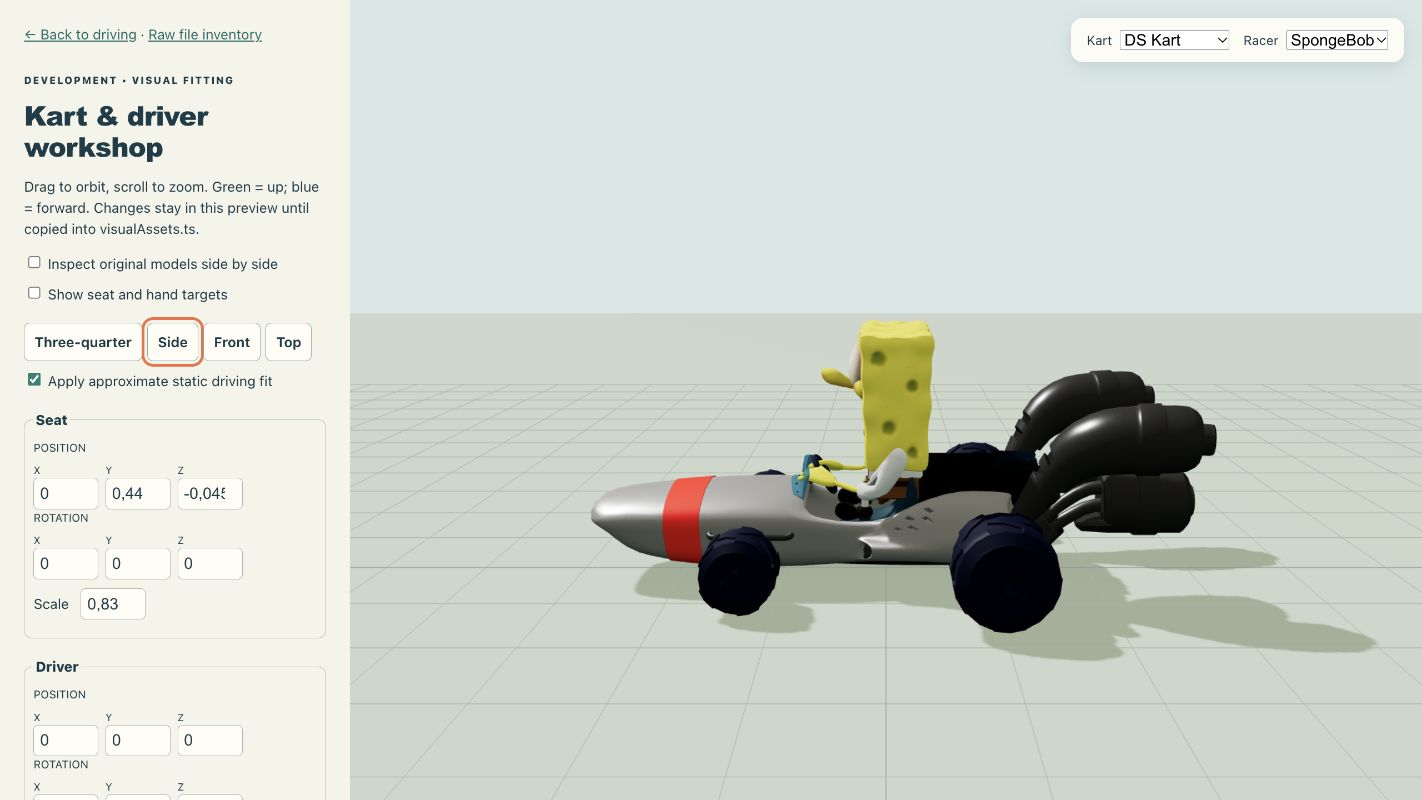 ← Back to driving · Raw file inventory
DEVELOPMENT • VISUAL FITTING
Kart & driver
workshop
Drag to orbit, scroll to zoom. Green = up; blue
= forward. Changes stay in this preview until
copied into visualAssets.ts.
Inspect original models side by side
Show seat and hand targets
Three-quarter Side Front Top
Apply approximate static driving fit
Seat
POSITION
X Y Z
0 0,44 -0,045
ROTATION
X Y Z
0 0 0
Scale 0,83
Driver
POSITION
X Y Z
0 0 0
ROTATION
X Y Z
Kart DS Kart Racer SpongeBob